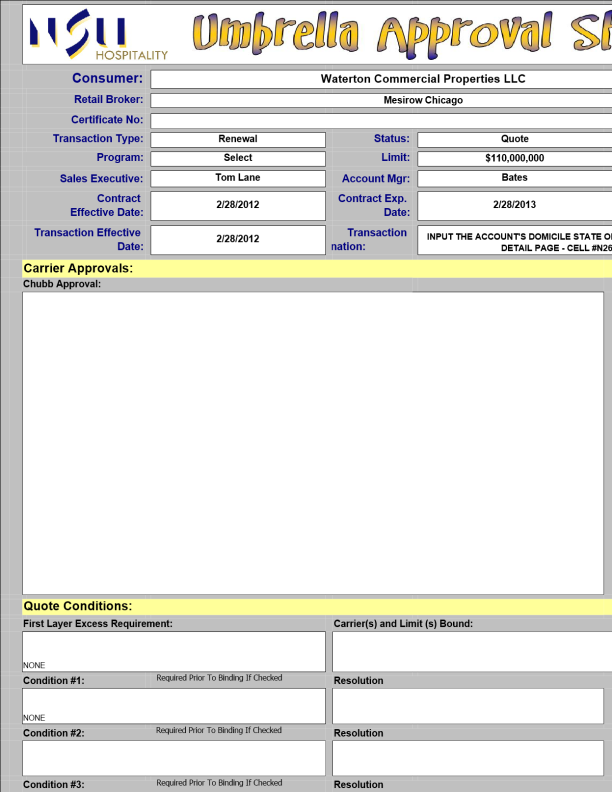 NSU
HOSPITALITY
Umbrella Approval Sh
Consumer: Waterton Commercial Properties LLC
Retail Broker: Mesirow Chicago
Certificate No:
Transaction Type: Renewal Status: Quote
Program: Select Limit: $110,000,000
Sales Executive: Tom Lane Account Mgr: Bates
Contract Effective Date: 2/28/2012 Contract Exp. Date: 2/28/2013
Transaction Effective Date: 2/28/2012 Transaction nation: INPUT THE ACCOUNT'S DOMICILE STATE O
DETAIL PAGE - CELL #N26
Carrier Approvals:
Chubb Approval:
Quote Conditions:
First Layer Excess Requirement: Carrier(s) and Limit (s) Bound:
NONE
Condition #1: Required Prior To Binding If Checked Resolution
NONE
Condition #2: Required Prior To Binding If Checked Resolution
Condition #3: Required Prior To Binding If Checked Resolution